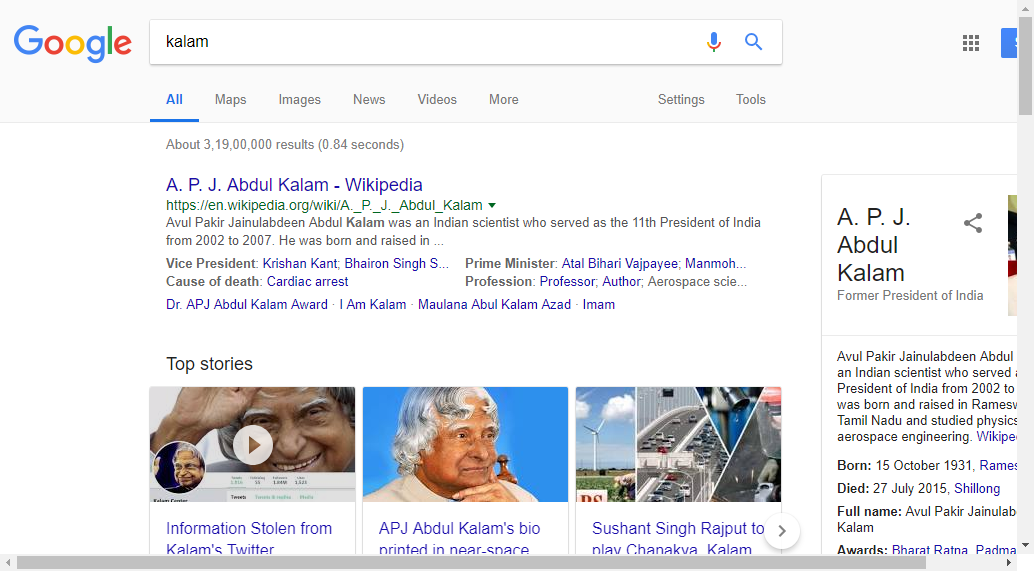 Google
kalam
All Maps Images News Videos More Settings Tools
About 3,19,00,000 results (0.84 seconds)
A. P. J. Abdul Kalam - Wikipedia
https://en.wikipedia.org/wiki/A._P._J._Abdul_Kalam
Avul Pakir Jainulabdeen Abdul Kalam was an Indian scientist who served as the 11th President of India
from 2002 to 2007. He was born and raised in ...
Vice President: Krishan Kant; Bhairon Singh S... Prime Minister: Atal Bihari Vajpayee; Manmoh...
Cause of death: Cardiac arrest Profession: Professor; Author; Aerospace scie...
Dr. APJ Abdul Kalam Award · I Am Kalam · Maulana Abul Kalam Azad · Imam
Top stories
Kalam Center
Tweets Tweets & replies Media
Information Stolen from
Kalam's Twitter
APJ Abdul Kalam's bio
printed in near-space
Sushant Singh Rajput to
play Chanakya, Kalam
A. P. J.
Abdul
Kalam
Former President of India
Avul Pakir Jainulabdeen Abdul
an Indian scientist who served
President of India from 2002 to
was born and raised in Ramesw
Tamil Nadu and studied physics
aerospace engineering. Wikipe
Born: 15 October 1931, Rames
Died: 27 July 2015, Shillong
Full name: Avul Pakir Jainulab
Kalam
Awards: Bharat Ratna, Padma